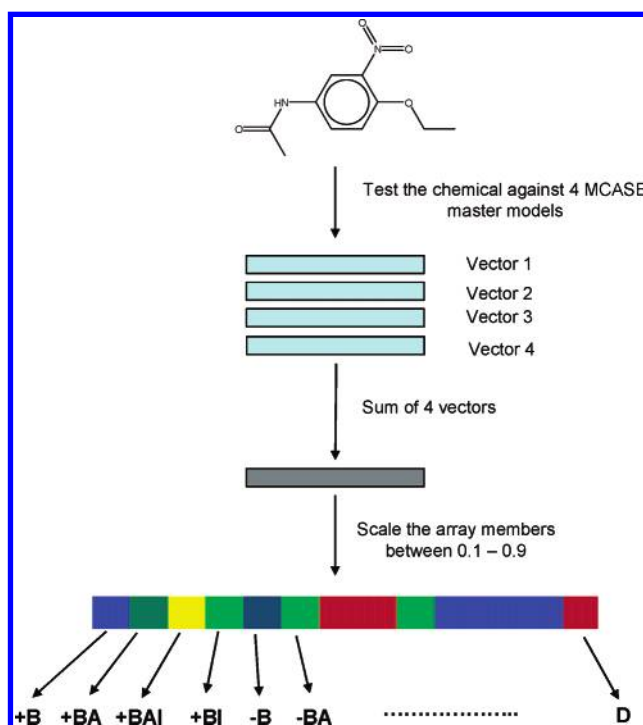 O
N
O
HN
O
O
Test the chemical against 4 MCASE
master models
Vector 1
Vector 2
Vector 3
Vector 4
Sum of 4 vectors
Scale the array members
between 0.1 – 0.9
+B +BA +BAI +BI -B -BA ........................ D